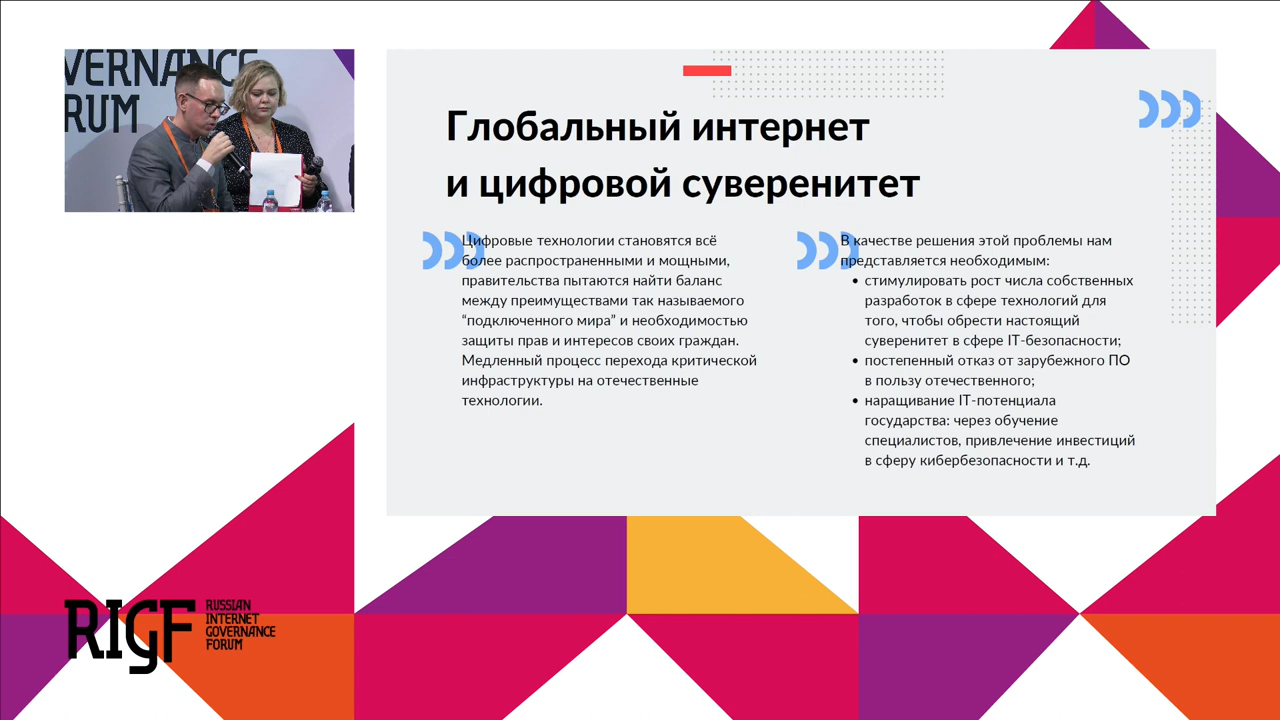 VERNANCE
RUM
Глобальный интернет
и цифровой суверенитет
Цифровые технологии становятся всё
более распространенными и мощными,
правительства пытаются найти баланс
между преимуществами так называемого
“подключенного мира” и необходимостью
защиты прав и интересов своих граждан.
Медленный процесс перехода критической
инфраструктуры на отечественные
технологии.
В качестве решения этой проблемы нам
представляется необходимым:
• стимулировать рост числа собственных
разработок в сфере технологий для
того, чтобы обрести настоящий
суверенитет в сфере IT-безопасности;
• постепенный отказ от зарубежного ПО
в пользу отечественного;
• наращивание IT-потенциала
государства: через обучение
специалистов, привлечение инвестиций
в сферу кибербезопасности и т.д.
RIGF
RUSSIAN
INTERNET
GOVERNANCE
FORUM